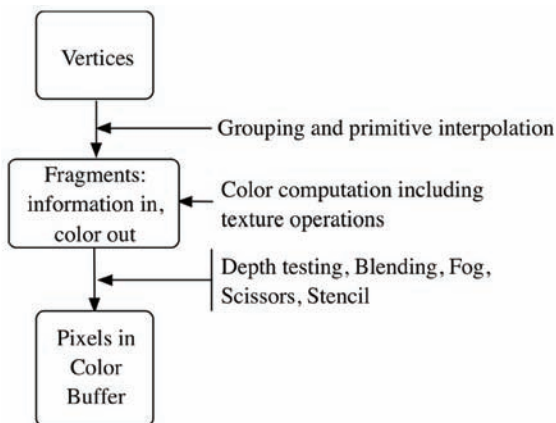 Vertices
Grouping and primitive interpolation
Fragments:
information in,
color out
Color computation including
texture operations
Depth testing, Blending, Fog,
Scissors, Stencil
Pixels in
Color
Buffer